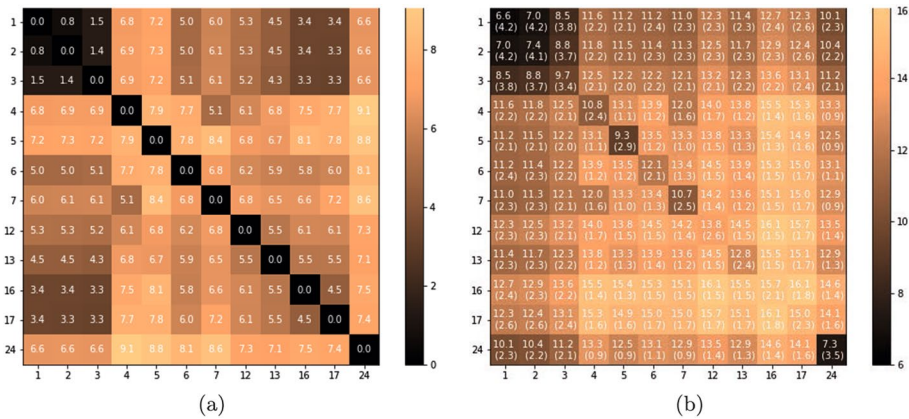 1 0.0 0.8 1.5 6.8 7.2 5.0 6.0 5.3 4.5 3.4 3.4 6.6
2 0.8 0.0 1.4 6.9 7.3 5.0 6.1 5.3 4.5 3.4 3.3 6.6
3 1.5 1.4 0.0 6.9 7.2 5.1 6.1 5.2 4.3 3.3 3.3 6.6
4 6.8 6.9 6.9 0.0 7.9 7.7 5.1 6.1 6.8 7.5 7.7 9.1
5 7.2 7.3 7.2 7.9 0.0 7.8 8.4 6.8 6.7 8.1 7.8 8.8
6 5.0 5.0 5.1 7.7 7.8 0.0 6.8 6.2 5.9 5.8 6.0 8.1
7 6.0 6.1 6.1 5.1 8.4 6.8 0.0 6.8 6.5 6.6 7.2 8.6
12 5.3 5.3 5.2 6.1 6.8 6.2 6.8 0.0 5.5 6.1 6.5 7.3
13 4.5 4.5 4.3 6.8 6.7 5.9 6.5 5.5 0.0 5.5 5.5 7.1
16 3.4 3.4 3.3 7.5 8.1 5.8 6.6 6.1 5.5 0.0 4.5 7.5
17 3.4 3.3 3.3 7.7 7.8 6.0 7.2 6.5 5.5 4.5 0.0 7.4
24 6.6 6.6 6.6 9.1 8.8 8.1 8.6 7.3 7.1 7.5 7.4 0.0
1 2 3 4 5 6 7 12 13 16 17 24
8
6
4
2
0
(a)
1 6.6 7.0 8.5 11.6 11.2 11.2 11.0 12.3 11.4 12.7 12.3 10.1
(4.2) (4.2) (3.8) (2.2) (2.1) (2.4) (2.3) (2.3) (2.3) (2.4) (2.6) (2.3)
2 7.0 7.4 8.8 11.8 11.5 11.4 11.3 12.5 11.7 12.9 12.4 10.4
(4.2) (4.1) (3.7) (2.2) (2.1) (2.3) (2.3) (2.3) (2.3) (2.3) (2.6) (2.2)
3 8.5 8.8 9.7 12.5 12.0 12.2 12.1 13.2 12.3 13.6 13.1 11.2
(3.8) (3.7) (3.4) (2.1) (2.0) (2.2) (2.1) (2.1) (2.2) (2.2) (2.4) (2.1)
4 11.6 11.8 12.5 10.8 13.1 13.9 12.0 14.0 13.8 15.5 15.3 13.3
(2.2) (2.2) (2.1) (2.4) (1.1) (1.2) (1.6) (1.7) (1.2) (1.4) (1.6) (0.9)
5 11.2 11.5 12.2 13.1 9.3 13.5 13.3 13.8 13.3 15.4 14.9 12.5
(2.1) (2.1) (2.0) (1.1) (2.9) (1.2) (1.0) (1.5) (1.3) (1.3) (1.6) (0.9)
6 11.2 11.4 12.2 13.9 13.5 12.1 13.4 14.5 13.9 15.3 15.0 13.1
(2.4) (2.3) (2.2) (1.2) (1.2) (2.1) (1.3) (1.5) (1.4) (1.5) (1.7) (1.1)
7 11.0 11.3 12.1 12.0 13.3 13.4 10.7 14.2 13.6 15.1 15.0 12.9
(2.3) (2.3) (2.1) (1.6) (1.0) (1.3) (2.5) (1.4) (1.2) (1.5) (1.7) (0.9)
12 12.3 12.5 13.2 14.0 13.8 14.5 14.2 13.8 14.5 16.1 15.7 13.5
(2.3) (2.3) (2.1) (1.7) (1.5) (1.5) (1.4) (2.6) (1.5) (1.5) (1.7) (1.4)
13 11.4 11.7 12.3 13.8 13.3 13.9 13.6 14.5 12.8 15.5 15.1 12.9
(2.3) (2.3) (2.2) (1.2) (1.3) (1.4) (1.2) (1.5) (2.4) (1.5) (1.7) (1.3)
16 12.7 12.9 13.6 15.5 15.4 15.3 15.1 16.1 15.5 15.7 16.1 14.6
(2.4) (2.3) (2.2) (1.4) (1.3) (1.5) (1.5) (1.5) (1.5) (2.1) (1.8) (1.4)
17 12.3 12.4 13.1 15.3 14.9 15.0 15.0 15.7 15.1 16.1 15.0 14.1
(2.6) (2.6) (2.4) (1.6) (1.6) (1.7) (1.7) (1.7) (1.7) (1.8) (2.3) (1.6)
24 10.1 10.4 11.2 13.3 12.5 13.1 12.9 13.5 12.9 14.6 14.1 7.3
(2.3) (2.2) (2.1) (0.9) (0.9) (1.1) (0.9) (1.4) (1.3) (1.4) (1.6) (3.5)
1 2 3 4 5 6 7 12 13 16 17 24
16
14
12
10
8
6
(b)